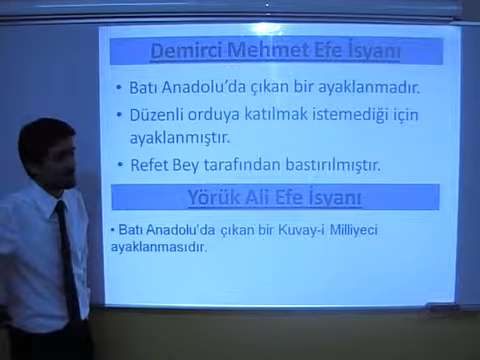 Demirci Mehmet Efe İsyanı
• Batı Anadolu'da çıkan bir ayaklanmadır.
• Düzenli orduya katılmak istemediği için
ayaklanmıştır.
• Refet Bey tarafından bastırılmıştır.
Yörük Ali Efe İsyanı
• Batı Anadolu'da çıkan bir Kuvay-i Milliyeci
ayaklanmasıdır.